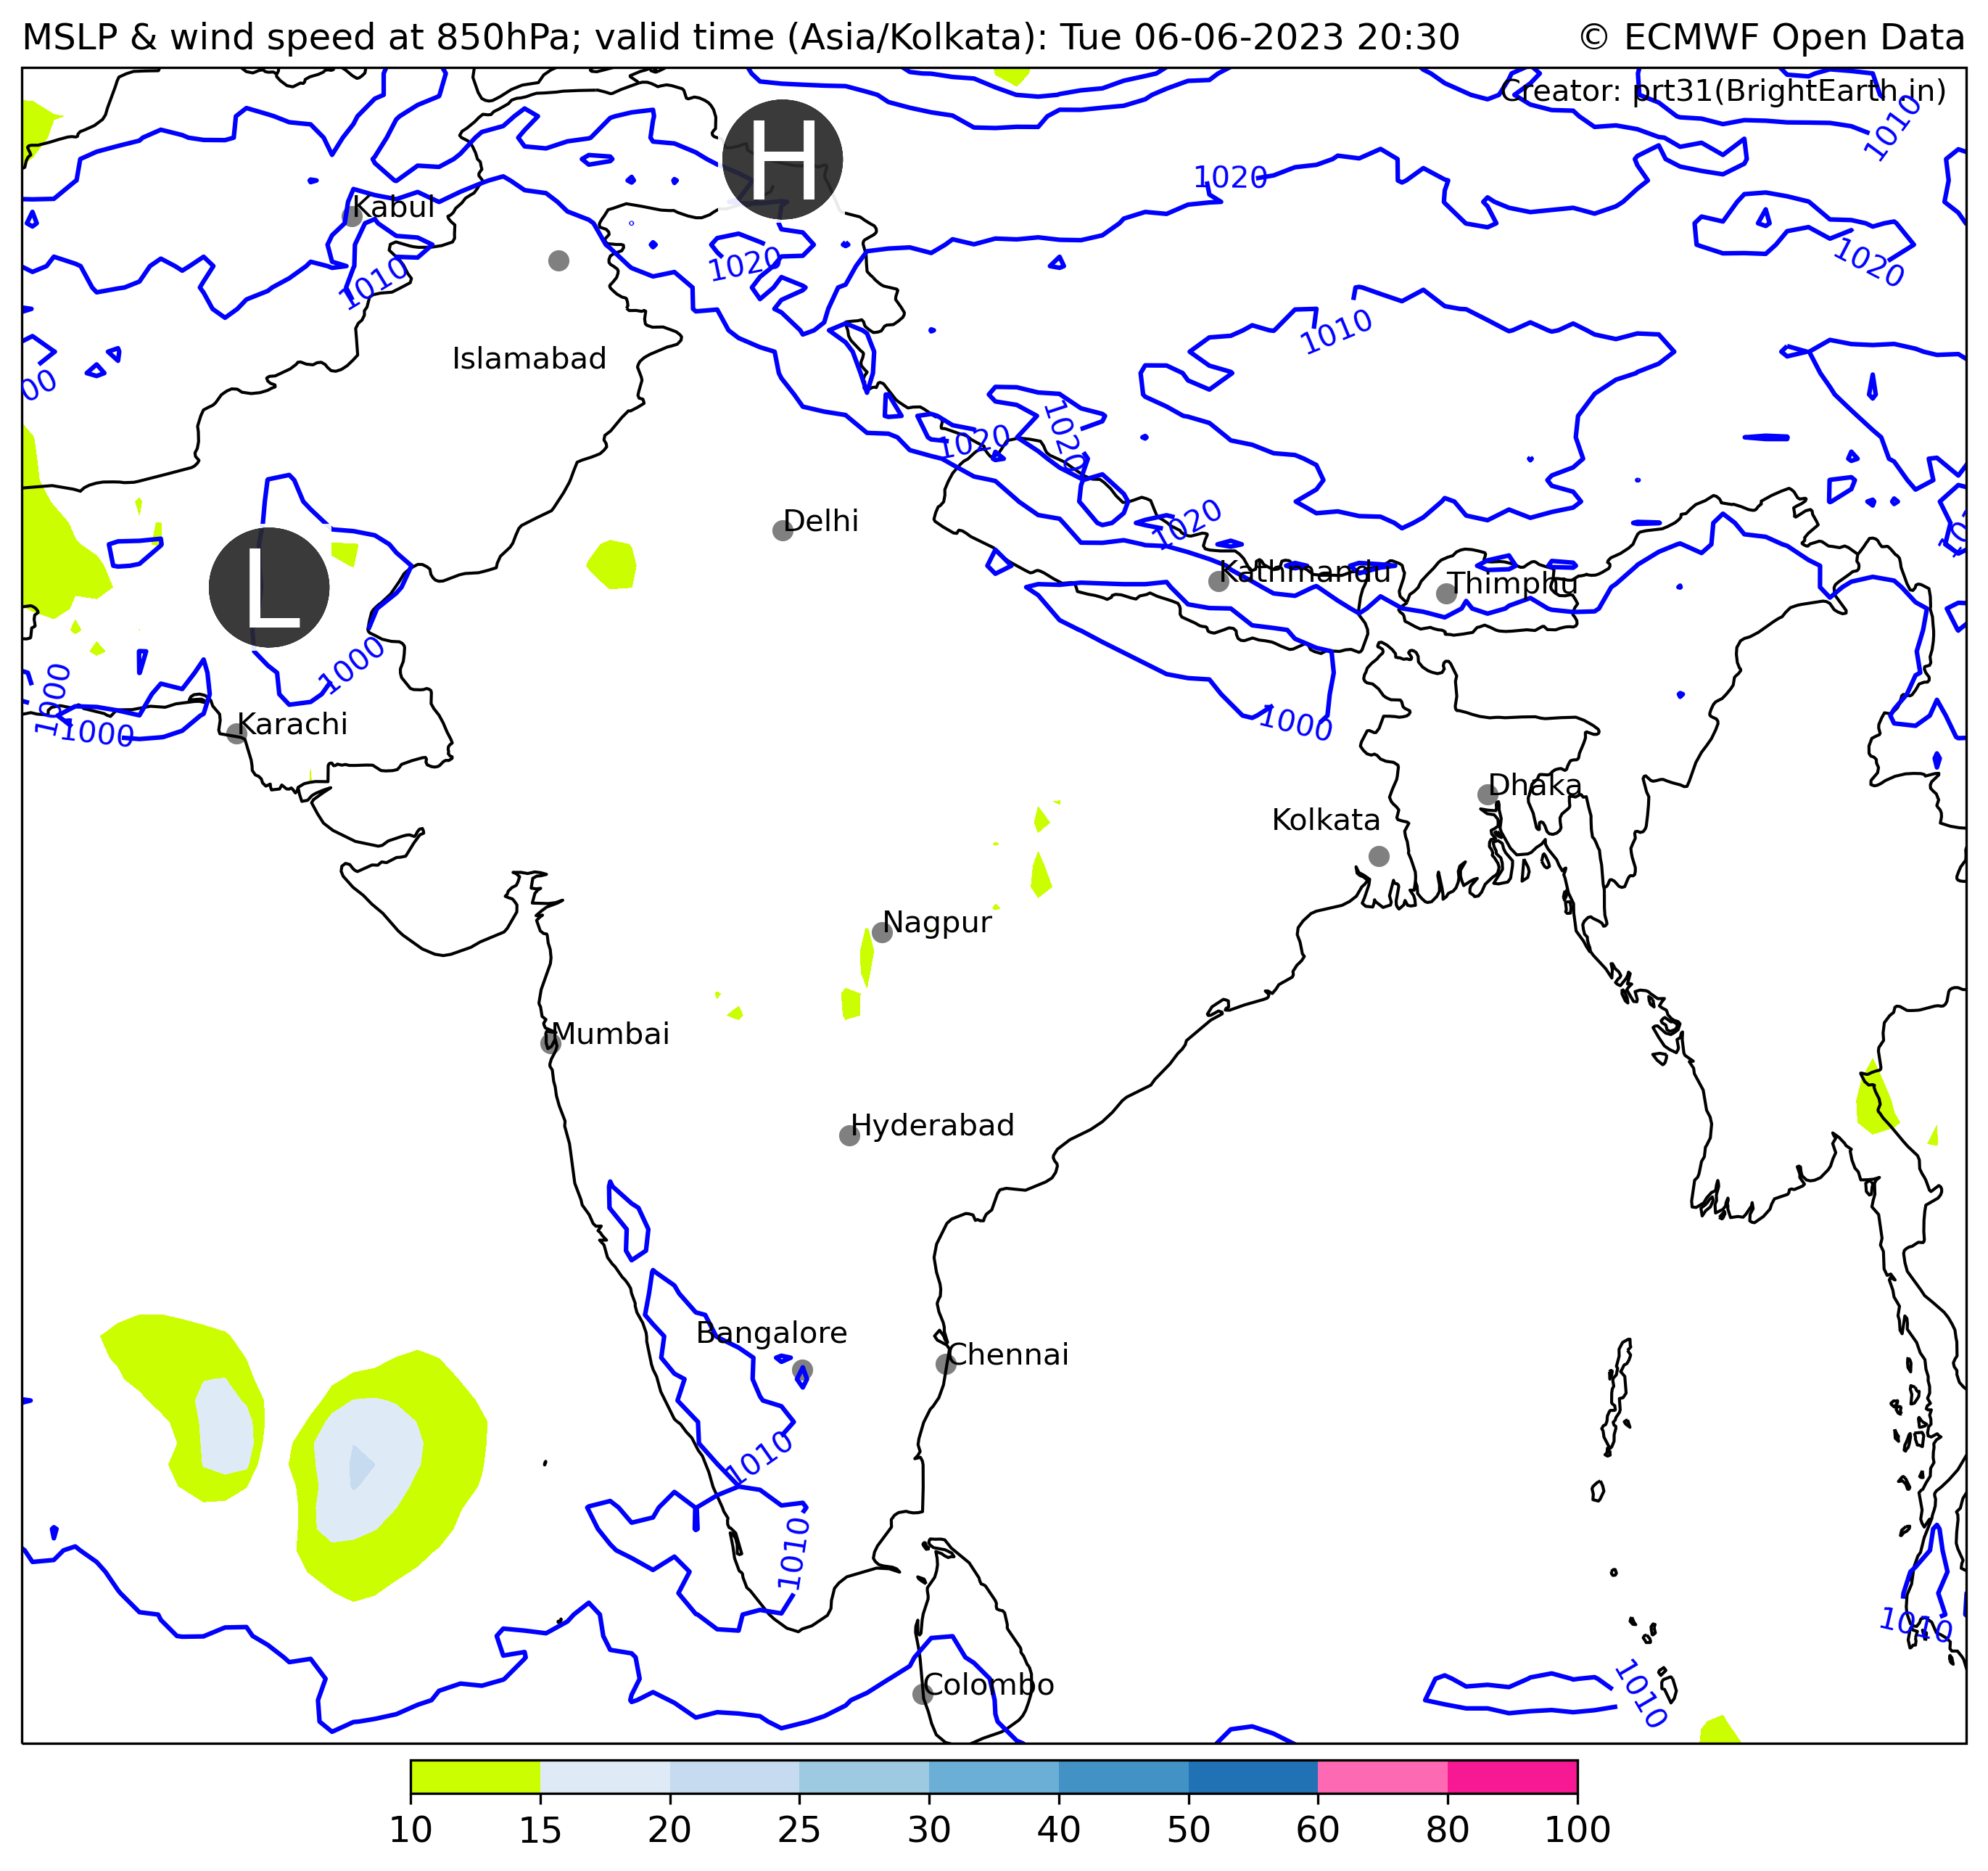 MSLP & wind speed at 850hPa; valid time (Asia/Kolkata): Tue 06-06-2023 20:30 © ECMWF Open Data
Creator: prt31(BrightEarth.in)
1010
H
1020
Kabul
1010
1020
1020
Islamabad
1010
00
1020
1020
Delhi
1020
Kathmandu
Thimphu
L
1000
1000
1000
Karachi
1000
Dhaka
Kolkata
Nagpur
Mumbai
Hyderabad
Bangalore
Chennai
1010
1010
1010
Colombo
1010
10 15 20 25 30 40 50 60 80 100